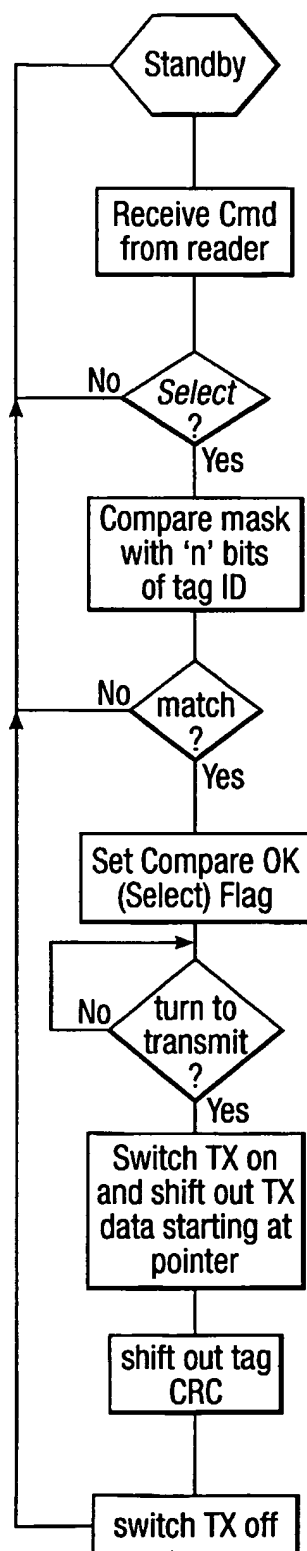 Standby
Receive Cmd
from reader
No
Select
?
Yes
Compare mask
with 'n' bits
of tag ID
No
match
?
Yes
Set Compare OK
(Select) Flag
No
turn to
transmit
?
Yes
Switch TX on
and shift out TX
data starting at
pointer
shift out tag
CRC
switch TX off